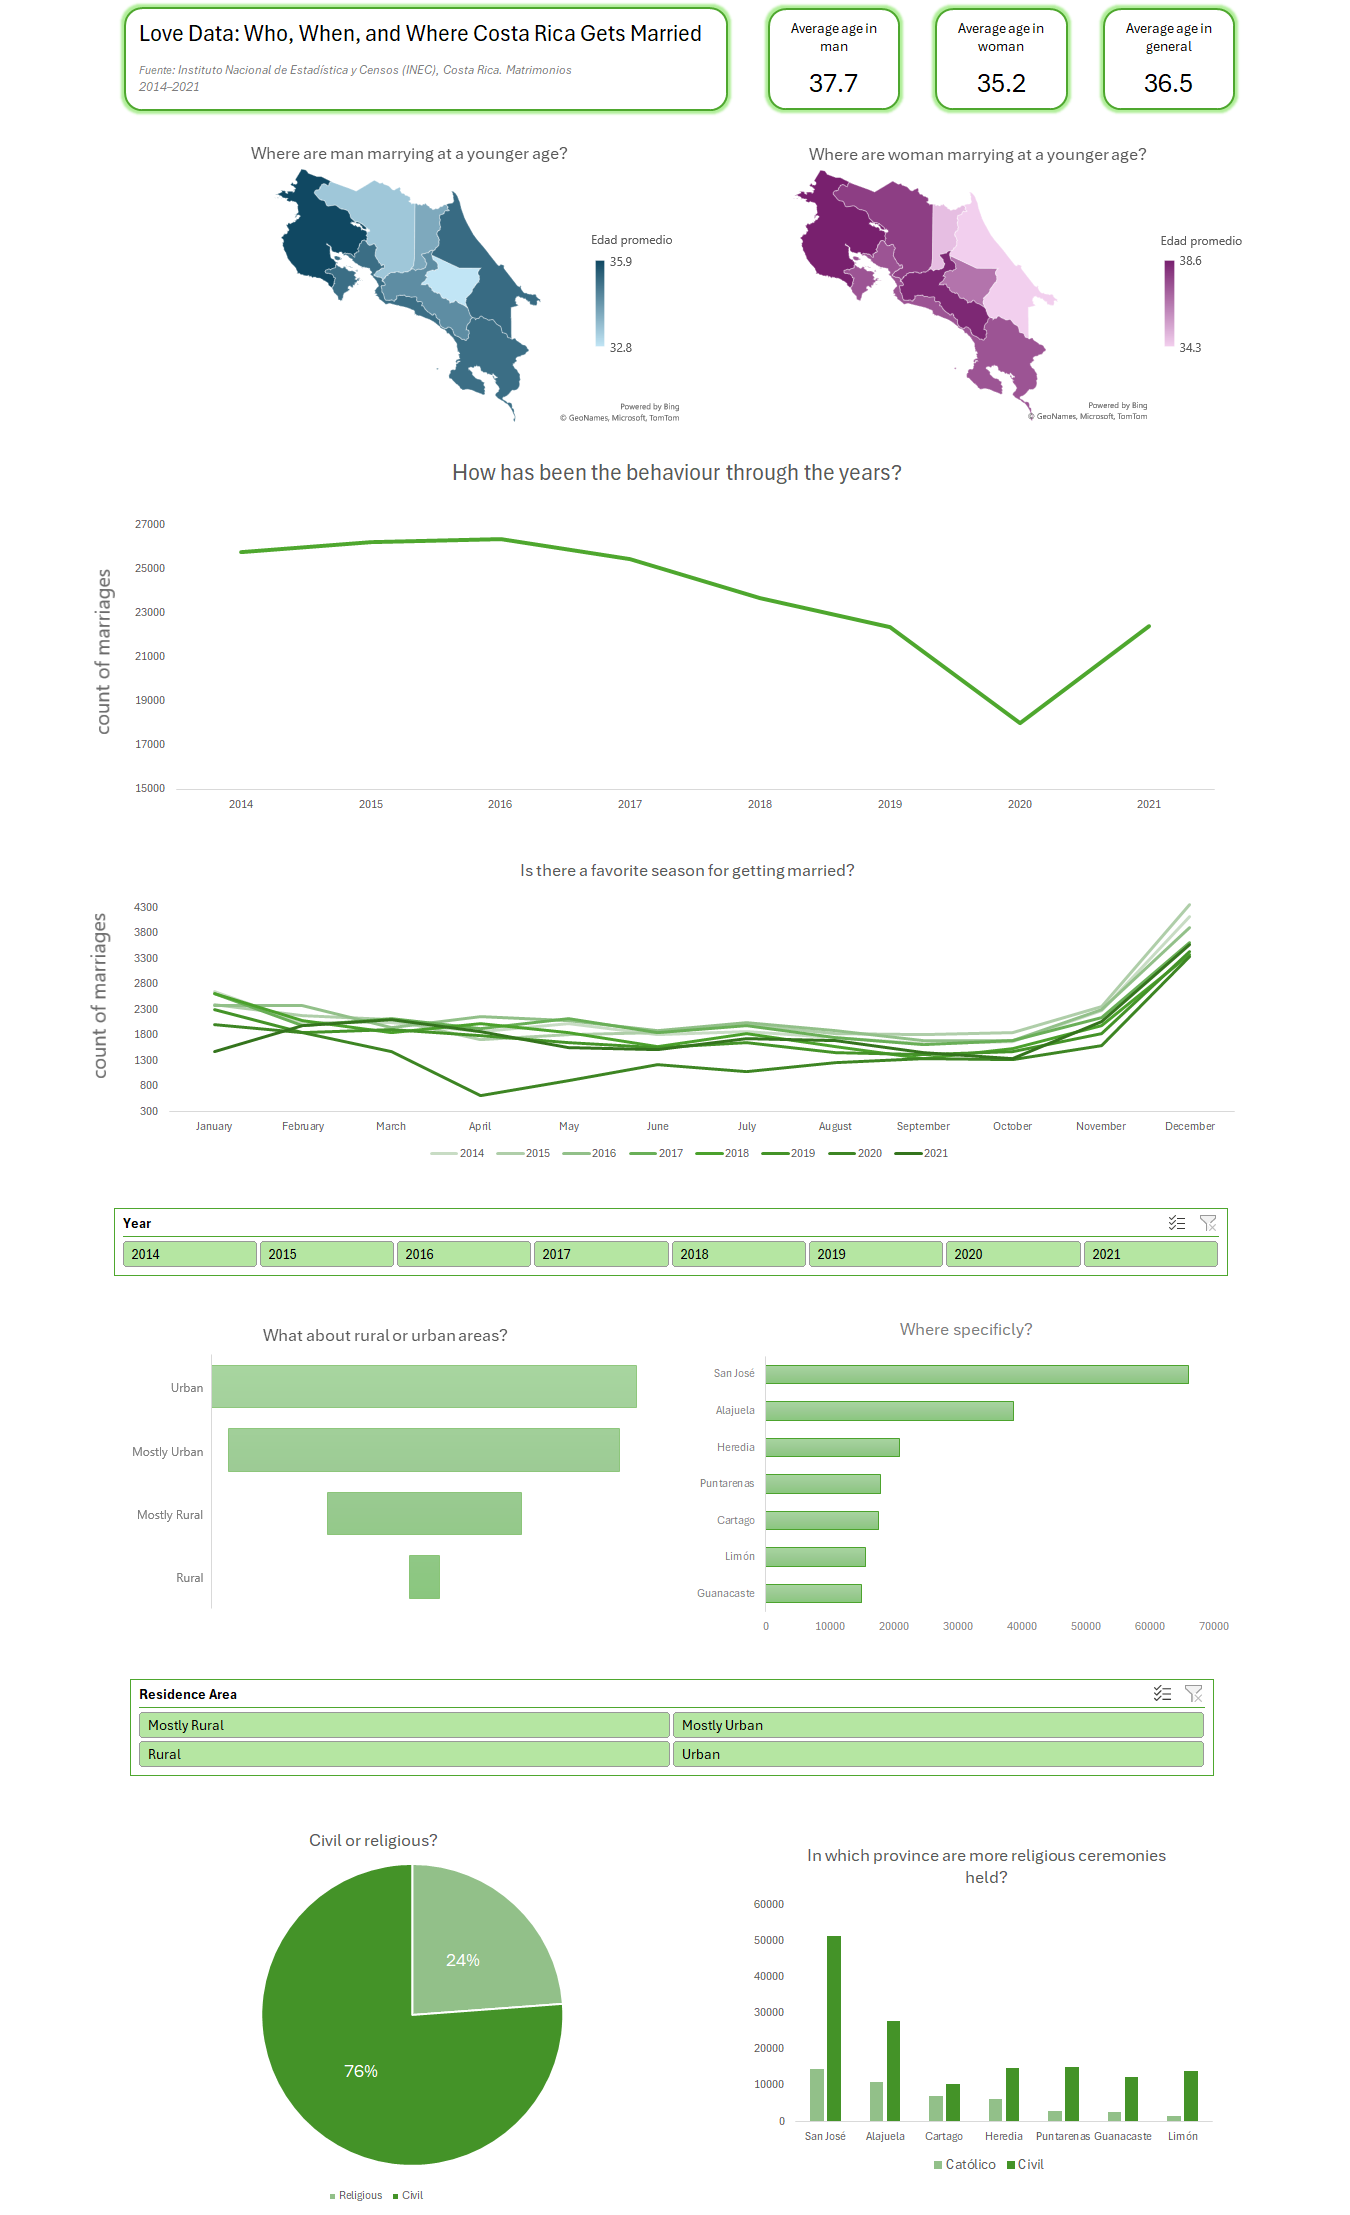 Love Data: Who, When, and Where Costa Rica Gets Married
Fuente: Instituto Nacional de Estadística y Censos (INEC), Costa Rica. Matrimonios
2014–2021
Average age in
man
37.7
Average age in
woman
35.2
Average age in
general
36.5
Where are man marrying at a younger age?
Edad promedio
35.9
32.8
Powered by Bing
© GeoNames, Microsoft, TomTom
Where are woman marrying at a younger age?
Edad promedio
38.6
34.3
Powered by Bing
© GeoNames, Microsoft, TomTom
How has been the behaviour through the years?
count of marriages
27000
25000
23000
21000
19000
17000
15000
2014 2015 2016 2017 2018 2019 2020 2021
Is there a favorite season for getting married?
count of marriages
4300
3800
3300
2800
2300
1800
1300
800
300
January February March April May June July August September October November December
2014 2015 2016 2017 2018 2019 2020 2021
Year
2014 2015 2016 2017 2018 2019 2020 2021
What about rural or urban areas?
Urban
Mostly Urban
Mostly Rural
Rural
Where specificly?
San José
Alajuela
Heredia
Puntarenas
Cartago
Limón
Guanacaste
0 10000 20000 30000 40000 50000 60000 70000
Residence Area
Mostly Rural Mostly Urban
Rural Urban
Civil or religious?
24%
76%
Religious Civil
In which province are more religious ceremonies
held?
60000
50000
40000
30000
20000
10000
0
San José Alajuela Cartago Heredia Puntarenas Guanacaste Limón
Católico Civil